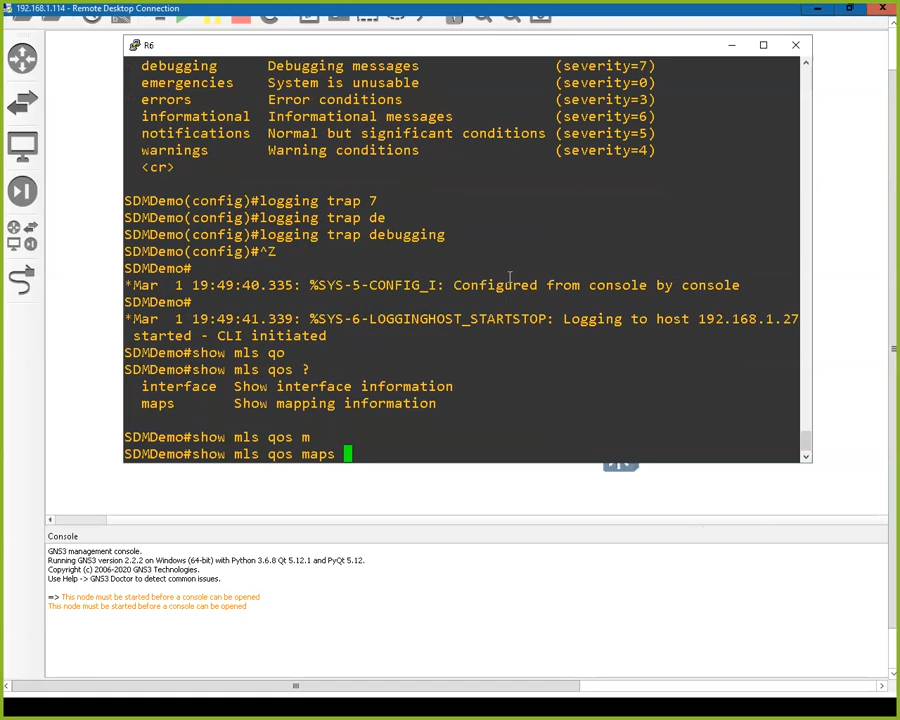 192.168.1.114 - Remote Desktop Connection
R6
debugging Debugging messages (severity=7)
emergencies System is unusable (severity=0)
errors Error conditions (severity=3)
informational Informational messages (severity=6)
notifications Normal but significant conditions (severity=5)
warnings Warning conditions (severity=4)
<cr>
SDMDemo(config)#logging trap 7
SDMDemo(config)#logging trap de
SDMDemo(config)#logging trap debugging
SDMDemo(config)#^Z
SDMDemo#
*Mar 1 19:49:40.335: %SYS-5-CONFIG_I: Configured from console by console
SDMDemo#
*Mar 1 19:49:41.339: %SYS-6-LOGGINGHOST_STARTSTOP: Logging to host 192.168.1.27
started - CLI initiated
SDMDemo#show mls qo
SDMDemo#show mls qos ?
interface Show interface information
maps Show mapping information
SDMDemo#show mls qos m
SDMDemo#show mls qos maps
Console
GNS3 management console.
Running GNS3 version 2.2.2 on Windows (64-bit) with Python 3.6.8 Qt 5.12.1 and PyQt 5.12.
Copyright (c) 2006-2020 GNS3 Technologies.
Use Help -> GNS3 Doctor to detect common issues.
=> This node must be started before a console can be opened
This node must be started before a console can be opened